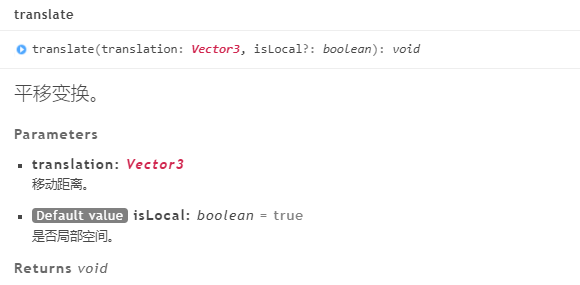 translate
translate(translation: Vector3, isLocal?: boolean): void
平移变换。
Parameters
translation: Vector3
移动距离。
Default value isLocal: boolean = true
是否局部空间。
Returns void